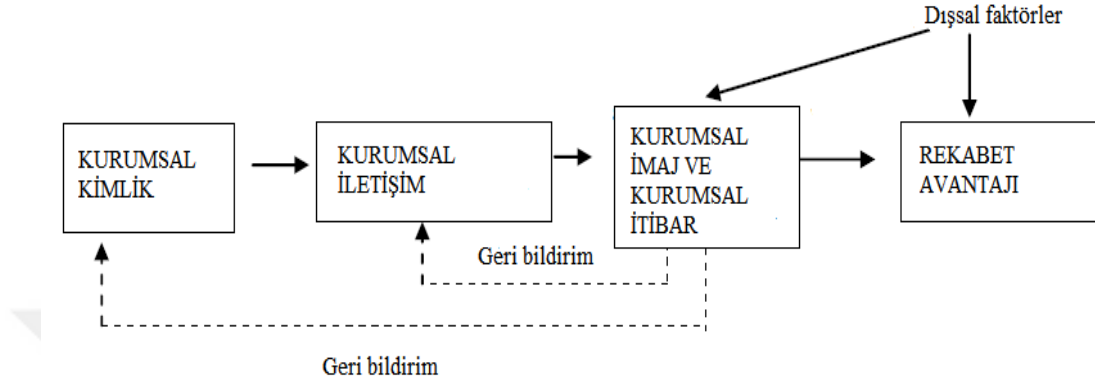 Dışsal faktörler
KURUMSAL
KİMLİK
KURUMSAL
İLETİŞİM
KURUMSAL
İMAJ VE
KURUMSAL
İTİBAR
REKABET
AVANTAJI
Geri bildirim
Geri bildirim